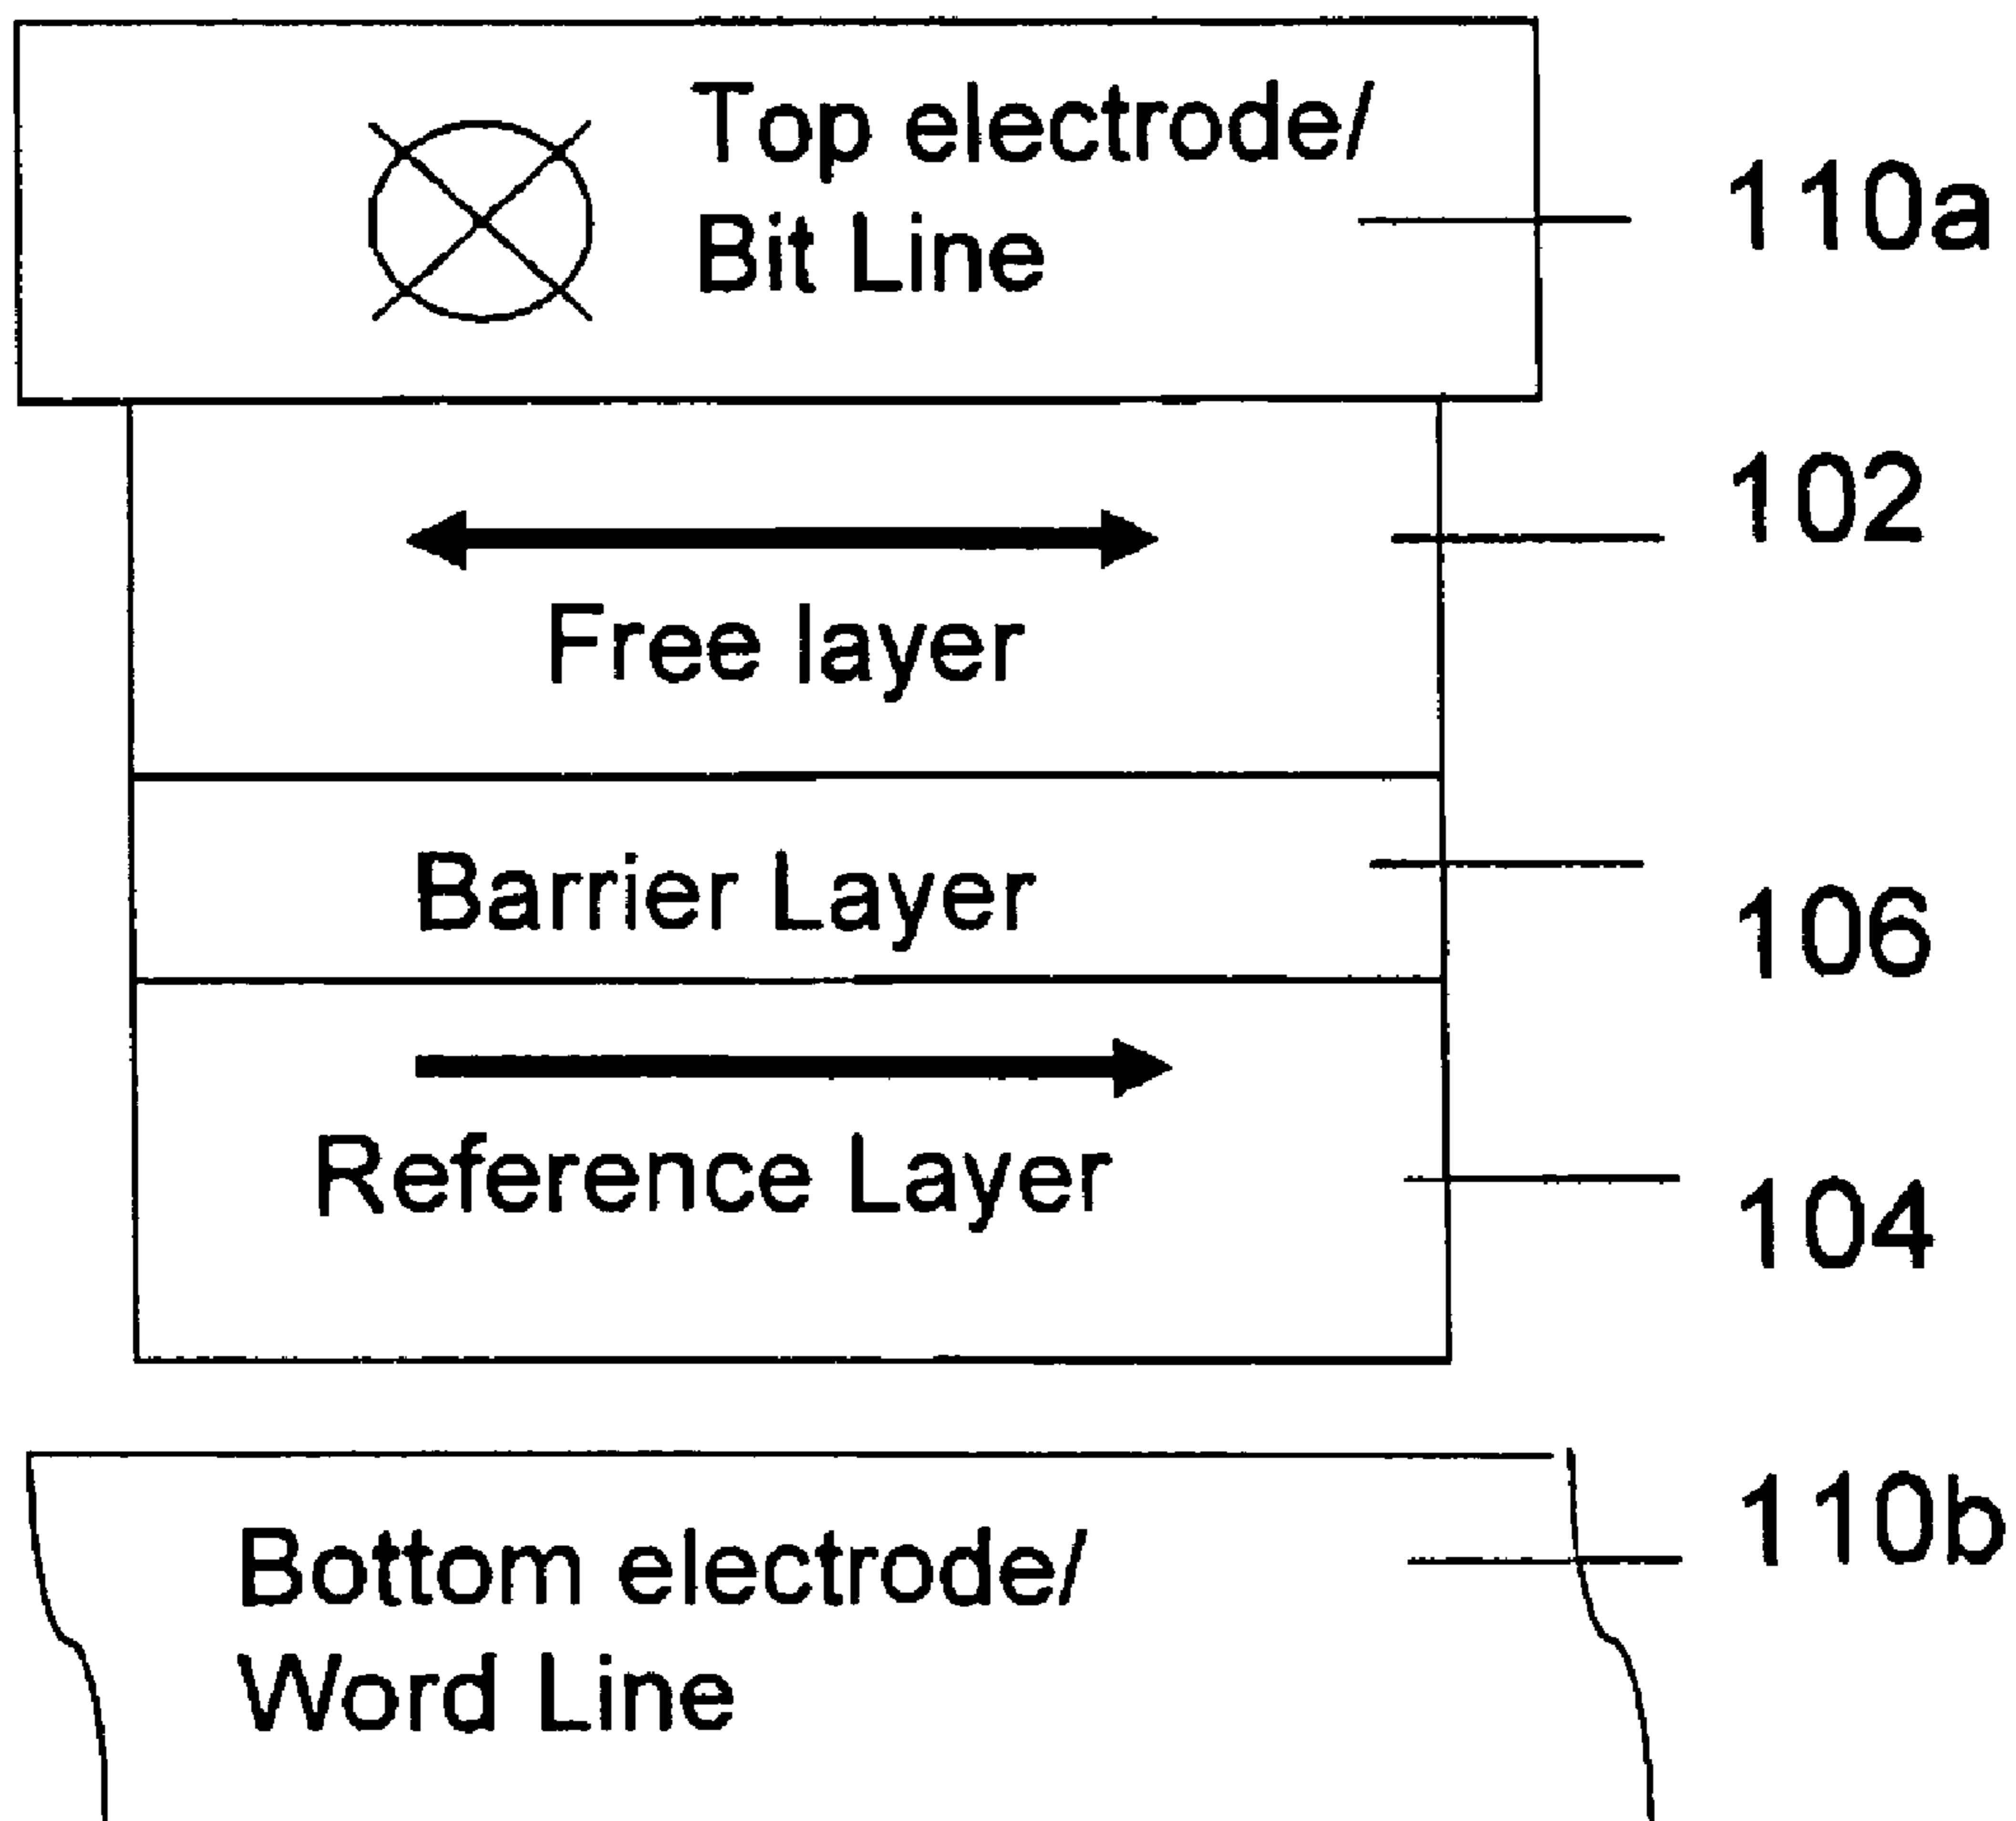 Top electrode/
Bit Line
110a
102
Free layer
Barrier Layer
106
Reference Layer
104
110b
Bottom electrode/
Word Line